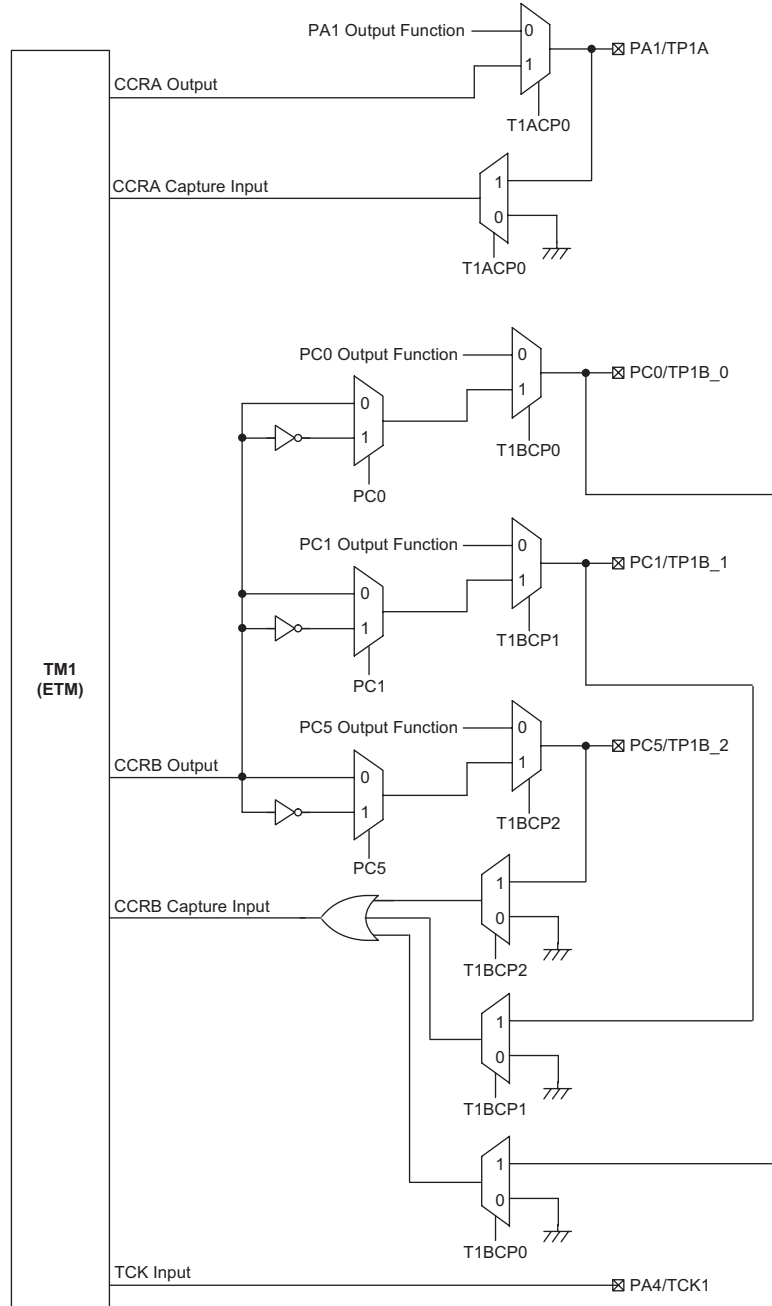 PA1 Output Function
0
1
PA1/TP1A
CCRA Output
T1ACP0
CCRA Capture Input
1
0
T1ACP0
PC0 Output Function
0
1
PC0/TP1B_0
0
1
T1BCP0
PC0
PC1 Output Function
0
1
PC1/TP1B_1
0
1
T1BCP1
PC1
TM1
(ETM)
PC5 Output Function
0
1
PC5/TP1B_2
CCRB Output
0
1
T1BCP2
PC5
CCRB Capture Input
1
0
T1BCP2
1
0
T1BCP1
1
0
T1BCP0
TCK Input
PA4/TCK1